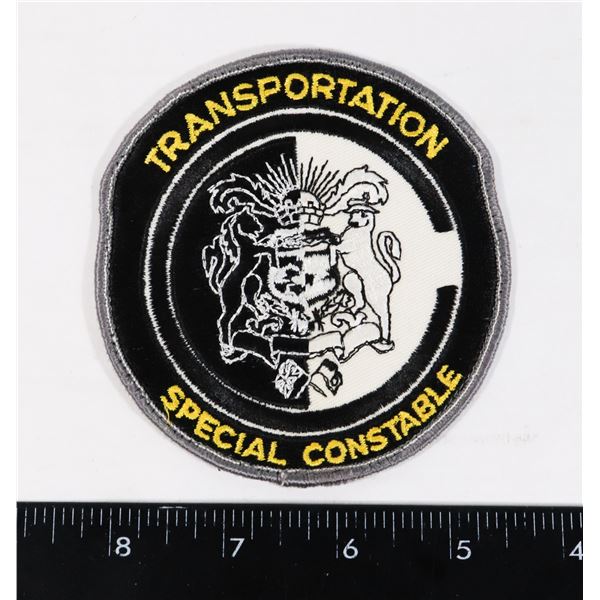 TRANSPORTATION
SPECIAL CONSTABLE
8 7 6 5 4